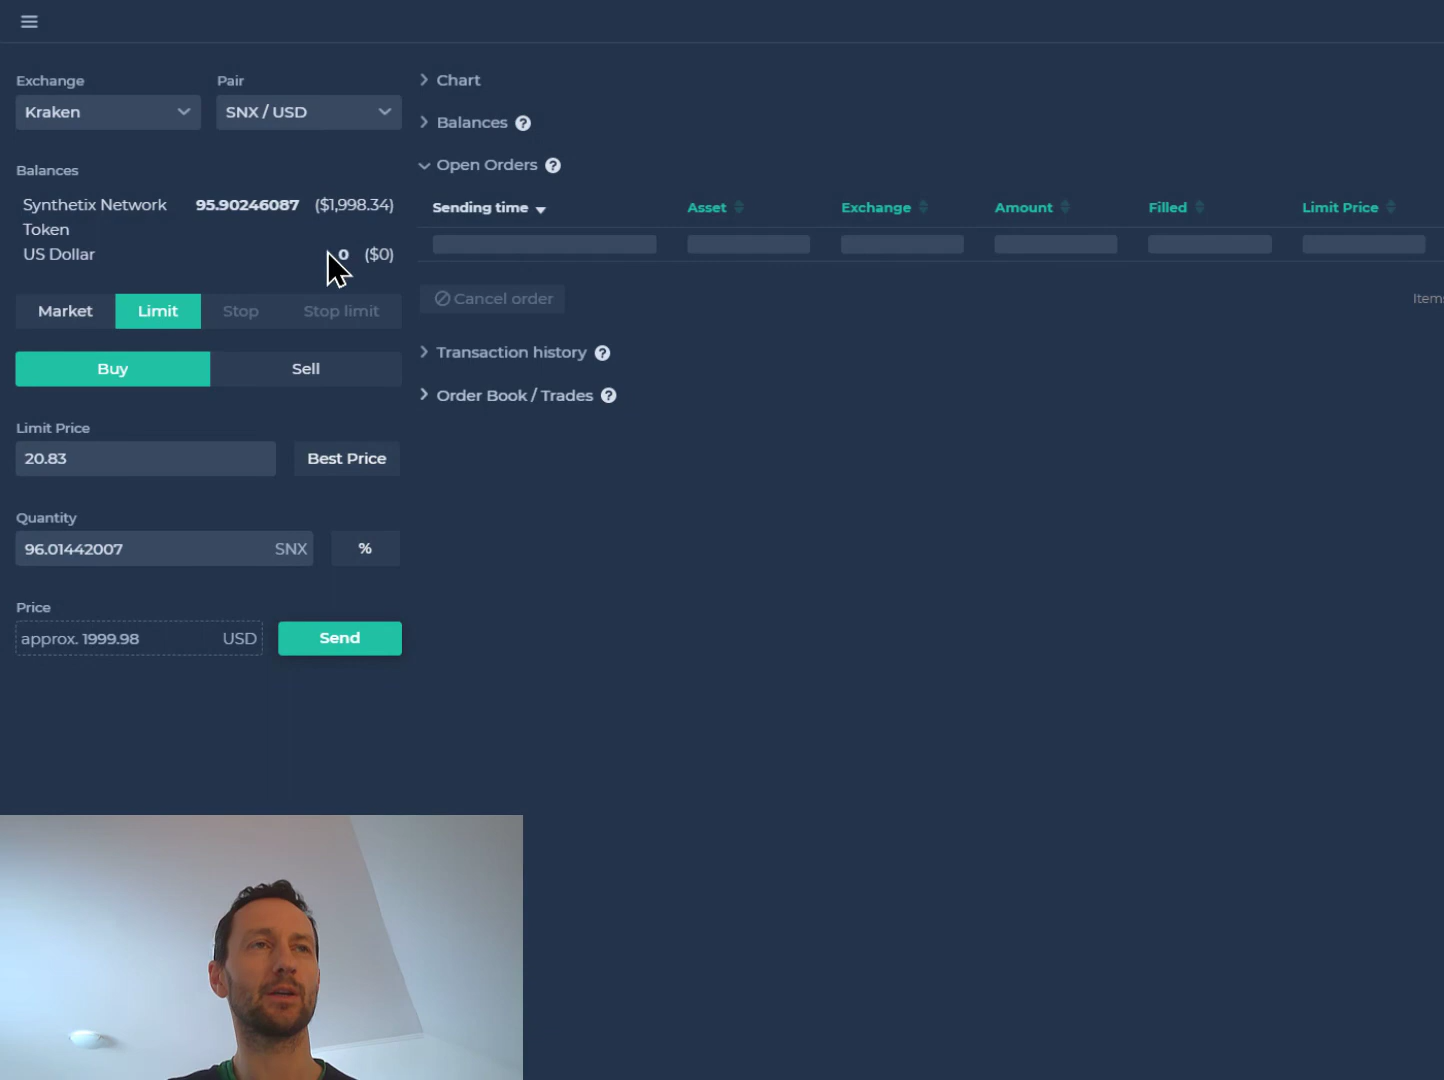 Exchange
Pair
Kraken
SNX / USD
Balances
Synthetix Network Token
95.90246087 ($1,998.34)
US Dollar
0 ($0)
Market
Limit
Stop
Stop limit
Buy
Sell
Limit Price
20.83
Best Price
Quantity
96.01442007 SNX
%
Price
approx. 1999.98 USD
Send
Chart
Balances ?
Open Orders ?
Sending time
Asset
Exchange
Amount
Filled
Limit Price
Cancel order
Items
Transaction history ?
Order Book / Trades ?